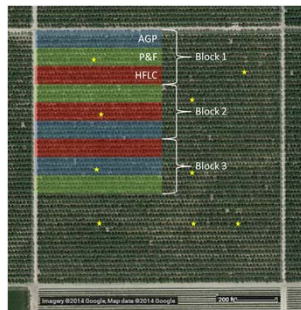 AGP
P&F
Block 1
HFLC
Block 2
Block 3
Imagery ©2014 Google, Map data ©2014 Google
200 ft